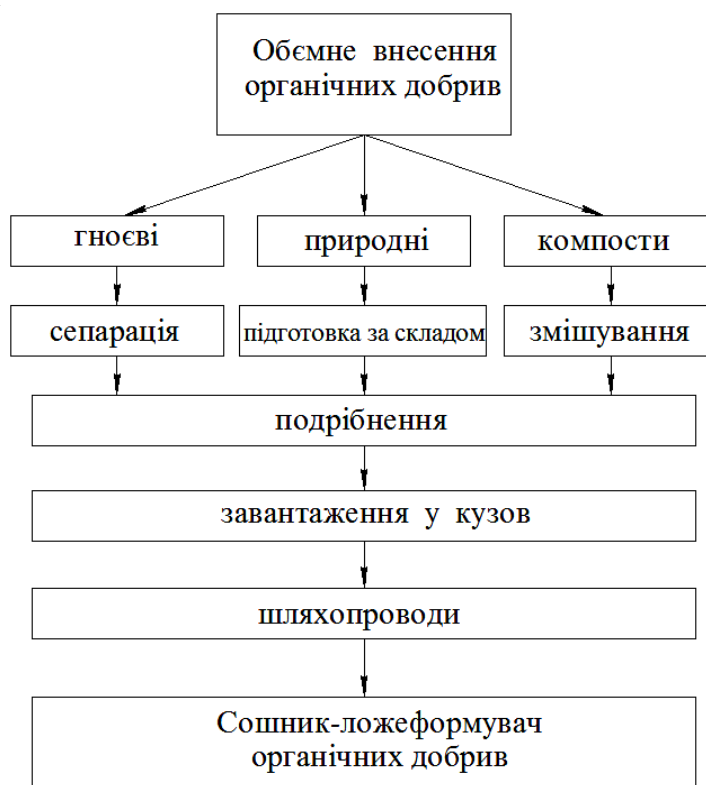 Обємне внесення
органічних добрив
гноєві
природні
компости
сепарація
підготовка за складом
змішування
подрібнення
завантаження у кузов
шляхопроводи
Сошник-ложеформувач
органічних добрив